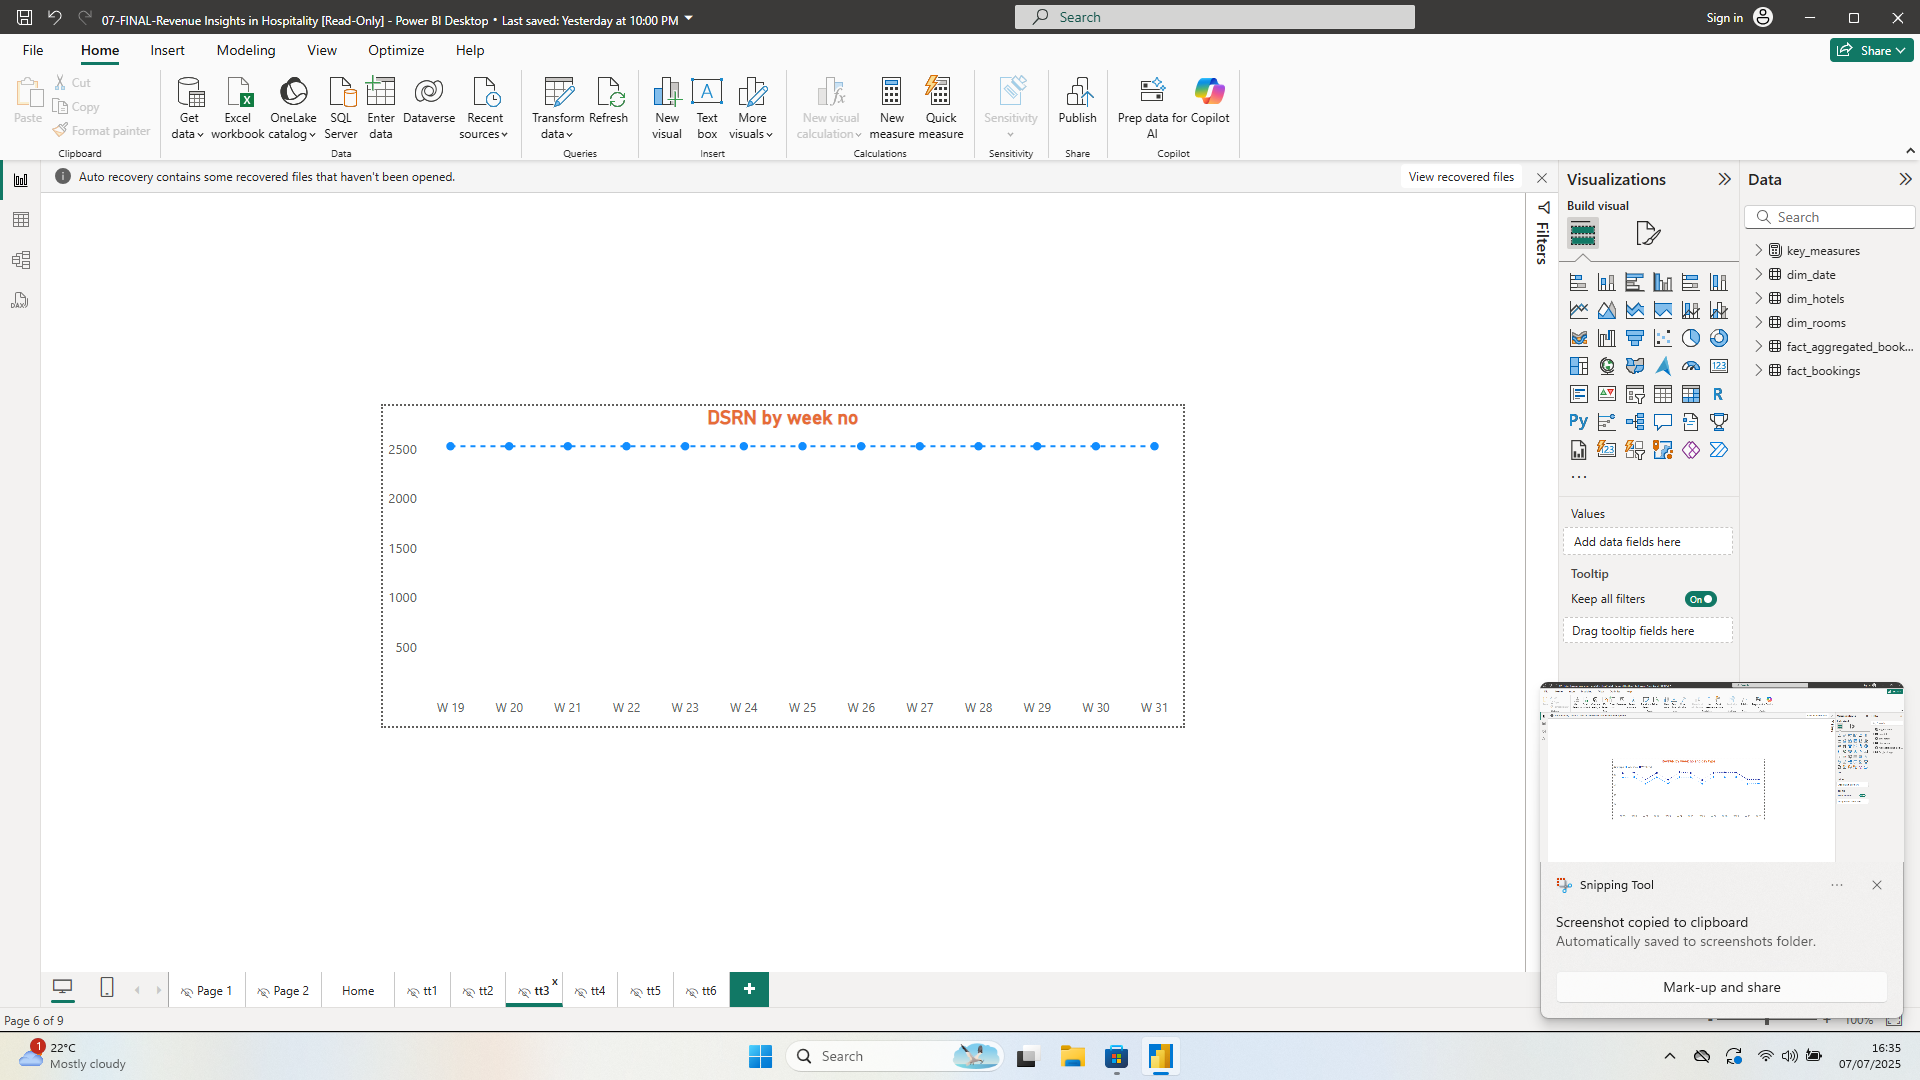 07-FINAL-Revenue Insights in Hospitality [Read-Only] - Power BI Desktop • Last saved: Yesterday at 10:00 PM
Search
Sign in
File
Home
Insert
Modeling
View
Optimize
Help
Share
Paste
Cut
Copy
Format painter
Clipboard
Get data
Excel workbook
OneLake catalog
SQL Server
Enter data
Dataverse
Recent sources
Data
Transform data
Refresh
Queries
New visual
Text box
More visuals
Insert
New visual calculation
New measure
Quick measure
Calculations
Sensitivity
Sensitivity
Publish
Share
Prep data for AI
Copilot
Copilot
Auto recovery contains some recovered files that haven't been opened.
View recovered files
Filters
DSRN by week no
2500
2000
1500
1000
500
W 19 W 20 W 21 W 22 W 23 W 24 W 25 W 26 W 27 W 28 W 29 W 30 W 31
Visualizations
Build visual
Values
Add data fields here
Tooltip
Keep all filters
On
Drag tooltip fields here
Data
Search
key_measures
dim_date
dim_hotels
dim_rooms
fact_aggregated_book...
fact_bookings
Snipping Tool
Screenshot copied to clipboard
Automatically saved to screenshots folder.
Mark-up and share
Page 1
Page 2
Home
tt1
tt2
tt3
tt4
tt5
tt6
Page 6 of 9
100%
1
22°C
Mostly cloudy
Search
16:35
07/07/2025